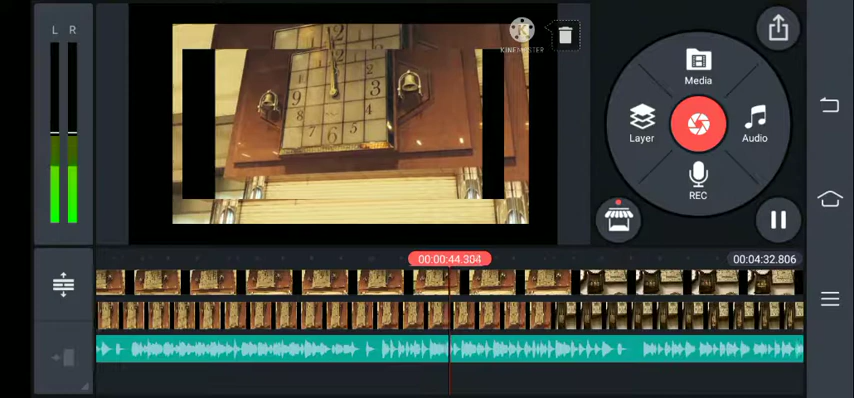 L R
KINEMASTER
Media
Layer
Audio
REC
00:00:44.304
00:04:32.806